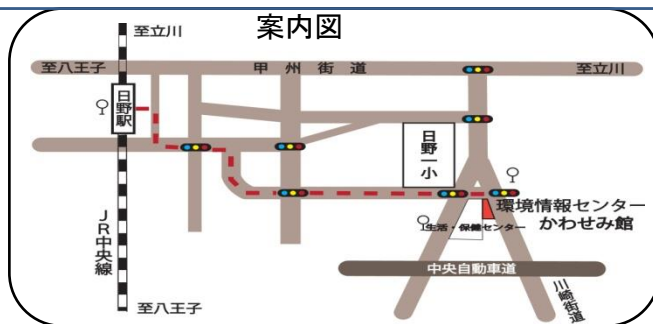 案内図
至立川
至八王子
甲州街道
至立川
日野駅
日野一小
環境情報センター
かわせみ館
生活・保健センター
中央自動車道
JR中央線
川崎街道
至八王子